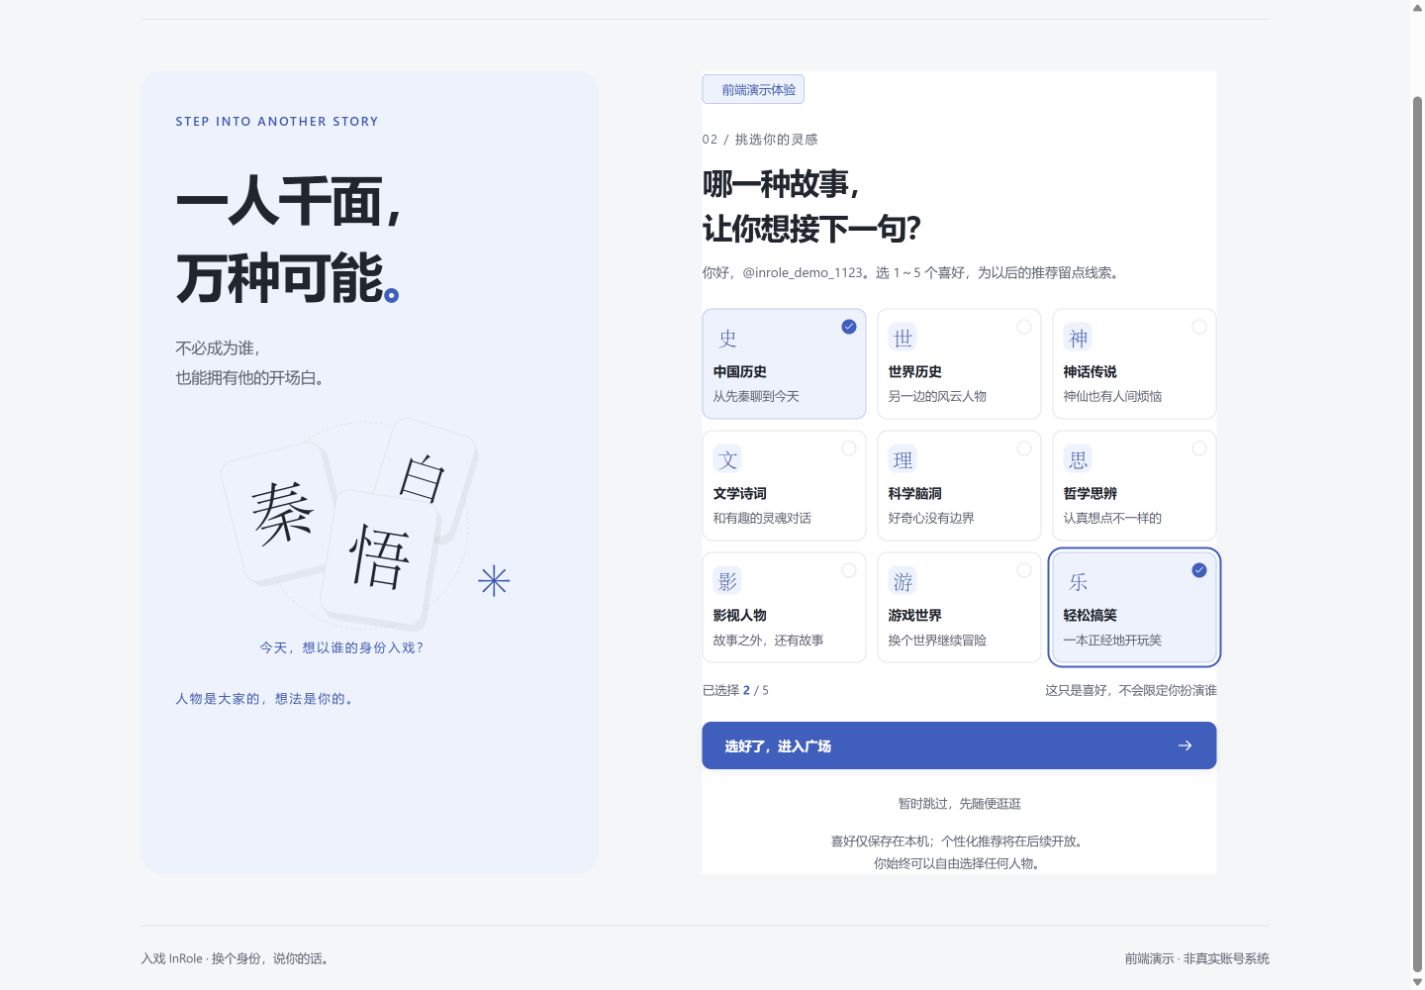 STEP INTO ANOTHER STORY
一人千面，
万种可能。
不必成为谁，
也能拥有他的开场白。
秦
白
悟
今天，想以谁的身份入戏？
人物是大家的，想法是你的。
前端演示体验
02 / 挑选你的灵感
哪一种故事，
让你想接下一句？
你好，@inrole_demo_1123。选 1～5 个喜好，为以后的推荐留点线索。
史
中国历史
从先秦聊到今天
世
世界历史
另一边的风云人物
神
神话传说
神仙也有人间烦恼
文
文学诗词
和有趣的灵魂对话
理
科学脑洞
好奇心没有边界
思
哲学思辨
认真想点不一样的
影
影视人物
故事之外，还有故事
游
游戏世界
换个世界继续冒险
乐
轻松搞笑
一本正经地开玩笑
已选择 2 / 5
这只是喜好，不会限定你扮演谁
选好了，进入广场 →
暂时跳过，先随便逛逛
喜好仅保存在本机；个性化推荐将在后续开放。
你始终可以自由选择任何人物。
入戏 InRole · 换个身份，说你的话。
前端演示 · 非真实账号系统